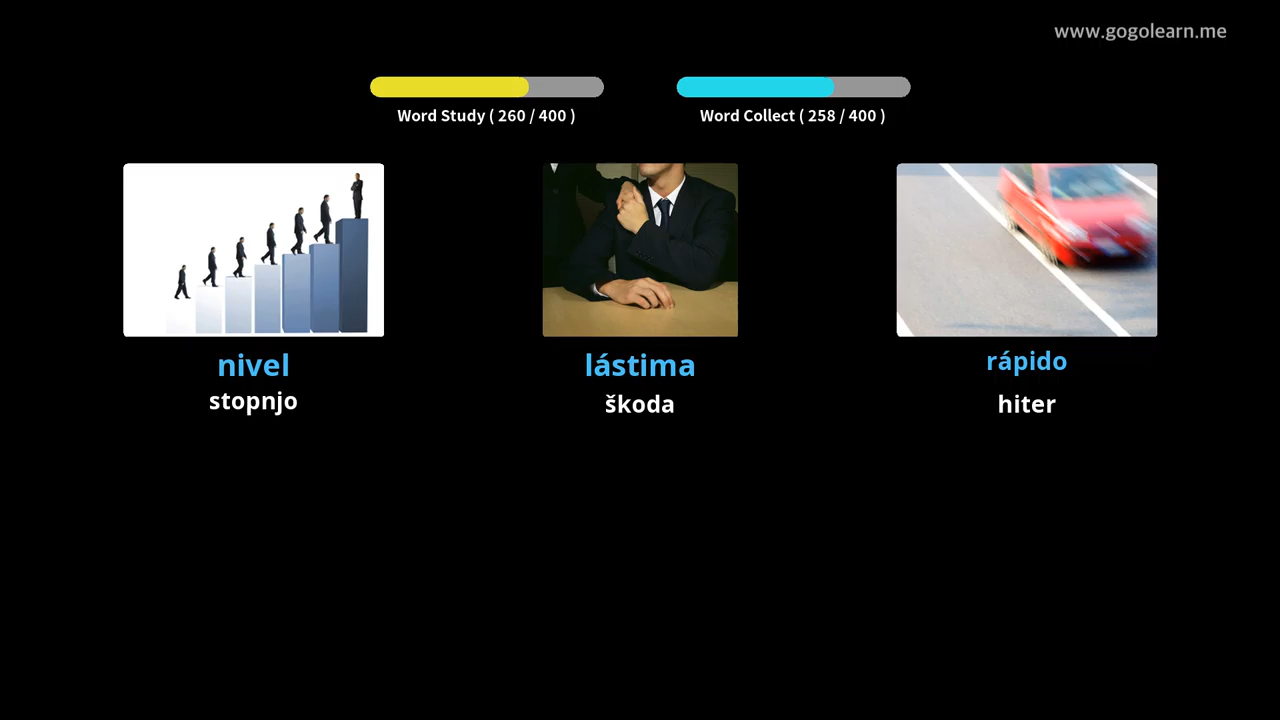 www.gogolearn.me
Word Study ( 260 / 400 )
Word Collect ( 258 / 400 )
nivel
stopnjo
lástima
škoda
rápido
hiter